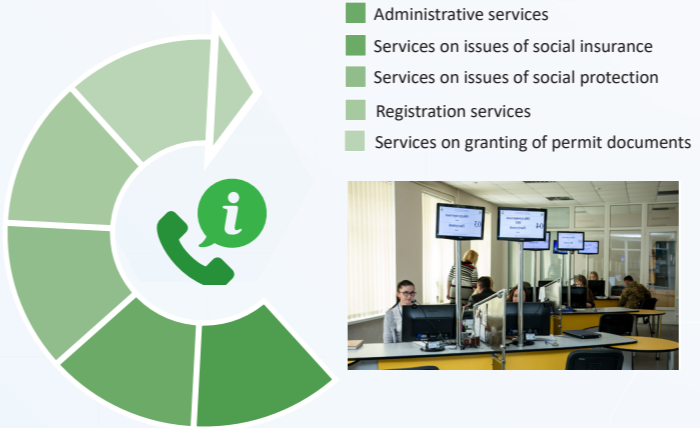 Administrative services
Services on issues of social insurance
Services on issues of social protection
Registration services
Services on granting of permit documents
i